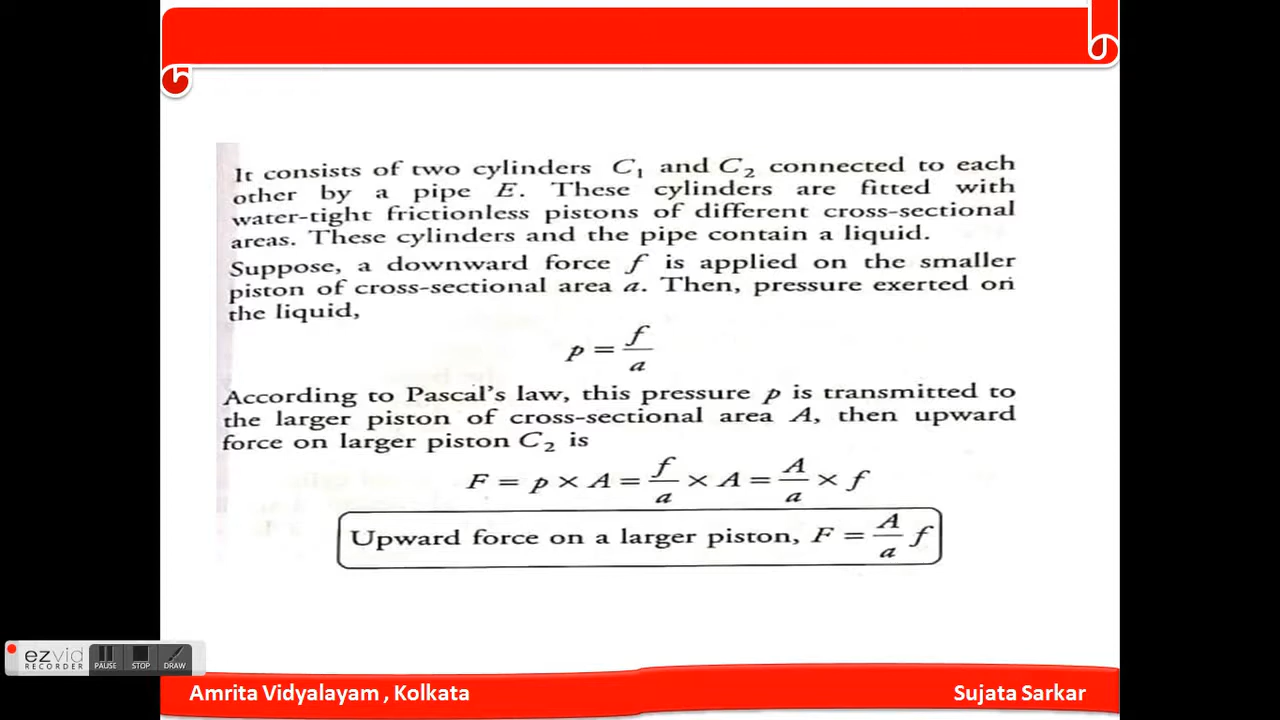 It consists of two cylinders C₁ and C₂ connected to each
other by a pipe E. These cylinders are fitted with
water-tight frictionless pistons of different cross-sectional
areas. These cylinders and the pipe contain a liquid.
Suppose, a downward force f is applied on the smaller
piston of cross-sectional area a. Then, pressure exerted on
the liquid,
p = f/a
According to Pascal's law, this pressure p is transmitted to
the larger piston of cross-sectional area A, then upward
force on larger piston C₂ is
F = p × A = f/a × A = A/a × f
Upward force on a larger piston, F = A/a f
ezvid
RECORDER
PAUSE
STOP
DRAW
Amrita Vidyalayam , Kolkata
Sujata Sarkar